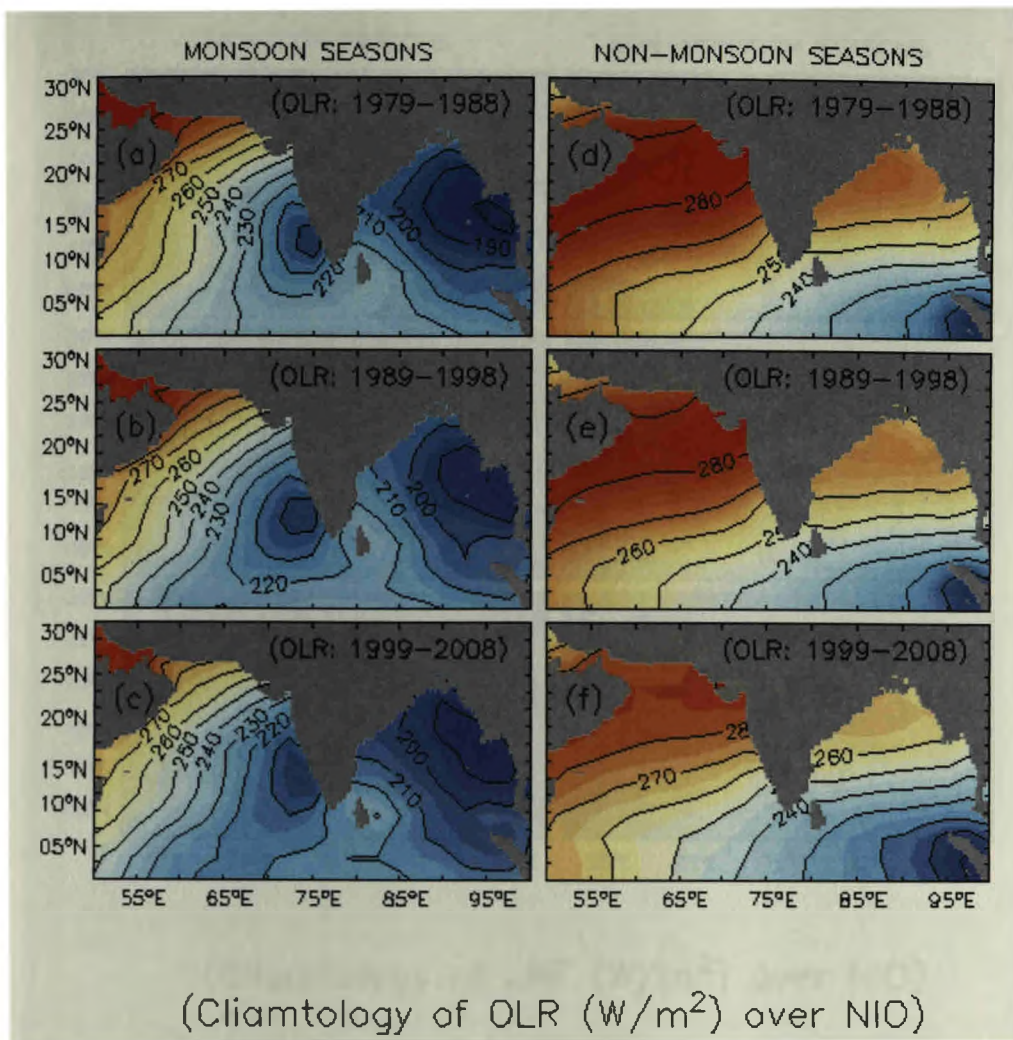 MONSOON SEASONS
NON-MONSOON SEASONS
30°N
25°N
20°N
15°N
10°N
05°N
(OLR: 1979-1988)
(a)
270
260
250
240
230
220
210
200
190
(OLR: 1979-1988)
(d)
280
240
30°N
25°N
20°N
15°N
10°N
05°N
(OLR: 1989-1998)
(b)
270
260
250
240
230
220
210
200
(OLR: 1989-1998)
(e)
280
260
240
30°N
25°N
20°N
15°N
10°N
05°N
(OLR: 1999-2008)
(c)
270
260
250
240
230
220
200
210
(OLR: 1999-2008)
(f)
270
260
240
55°E 65°E 75°E 85°E 95°E
55°E 65°E 75°E 85°E 95°E
(Cliamtology of OLR (W/m²) over NIO)